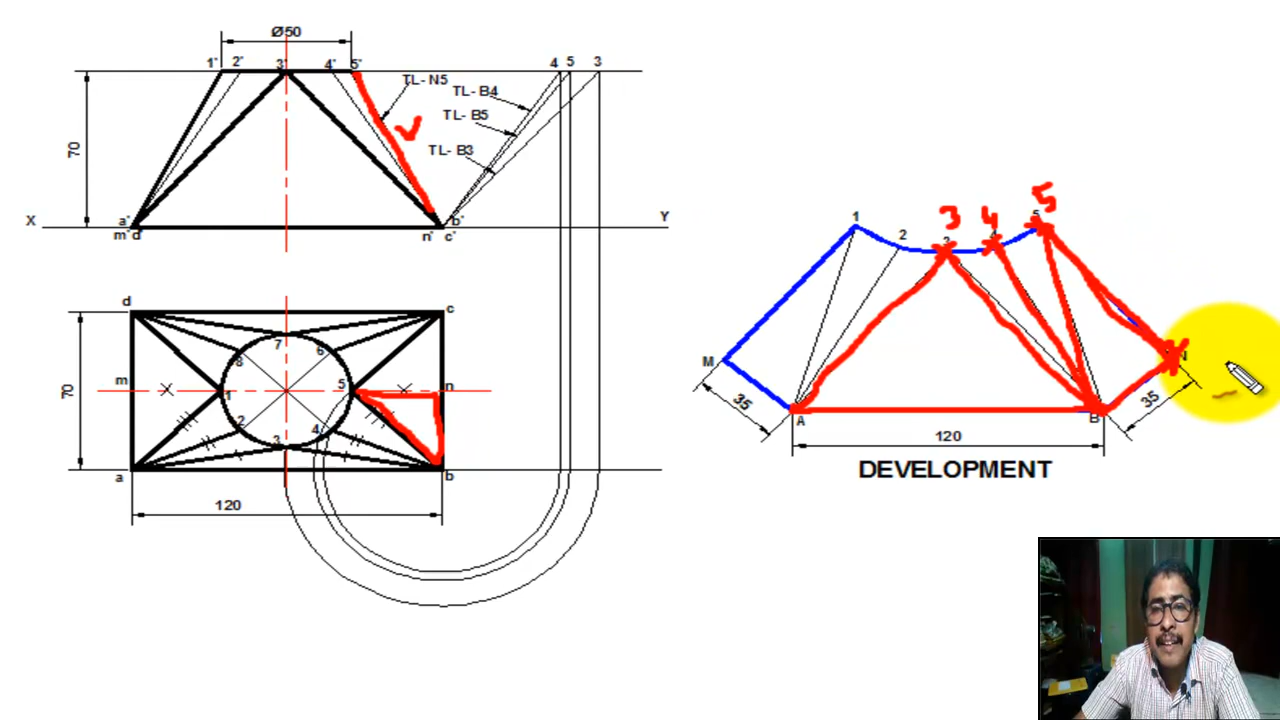 Ø50
1' 2' 3' 4' 5'
4 5 3
TL- N5
TL- B4
TL- B5
TL- B3
70
X
Y
a' b'
m' d' n' c'
d c
7
8 6
m 1 5 n
2 4
3
a b
70
120
3 4 5
1 2 3 4 5
M N
A B
35 35
120
DEVELOPMENT